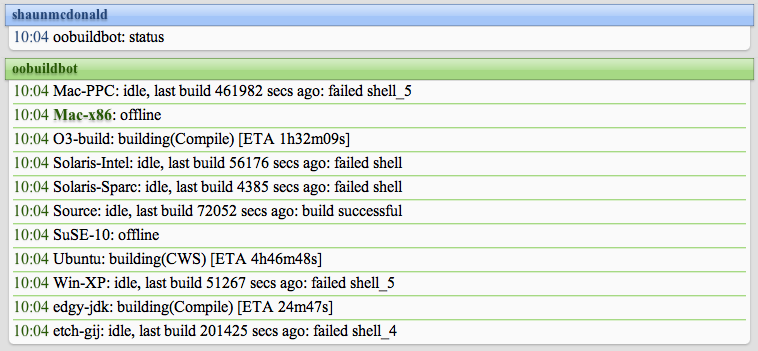 shaunmcdonald
10:04 oobuildbot: status
oobuildbot
10:04 Mac-PPC: idle, last build 461982 secs ago: failed shell_5
10:04 Mac-x86: offline
10:04 O3-build: building(Compile) [ETA 1h32m09s]
10:04 Solaris-Intel: idle, last build 56176 secs ago: failed shell
10:04 Solaris-Sparc: idle, last build 4385 secs ago: failed shell
10:04 Source: idle, last build 72052 secs ago: build successful
10:04 SuSE-10: offline
10:04 Ubuntu: building(CWS) [ETA 4h46m48s]
10:04 Win-XP: idle, last build 51267 secs ago: failed shell_5
10:04 edgy-jdk: building(Compile) [ETA 24m47s]
10:04 etch-gij: idle, last build 201425 secs ago: failed shell_4